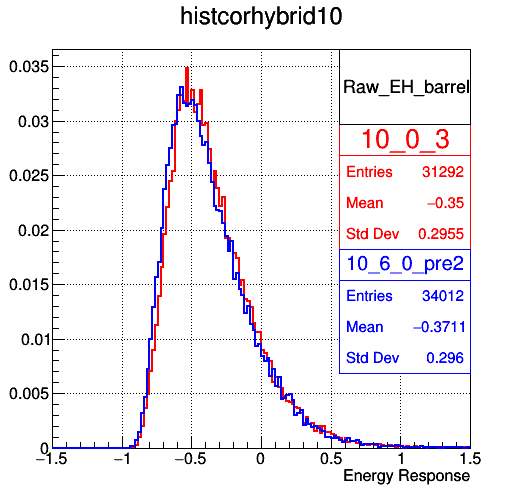 histcorhybrid10
Raw_EH_barrel
10_0_3
Entries 31292
Mean −0.35
Std Dev 0.2955
10_6_0_pre2
Entries 34012
Mean −0.3711
Std Dev 0.296
0.035
0.03
0.025
0.02
0.015
0.01
0.005
0
−1.5 −1 −0.5 0 0.5 1 1.5
Energy Response